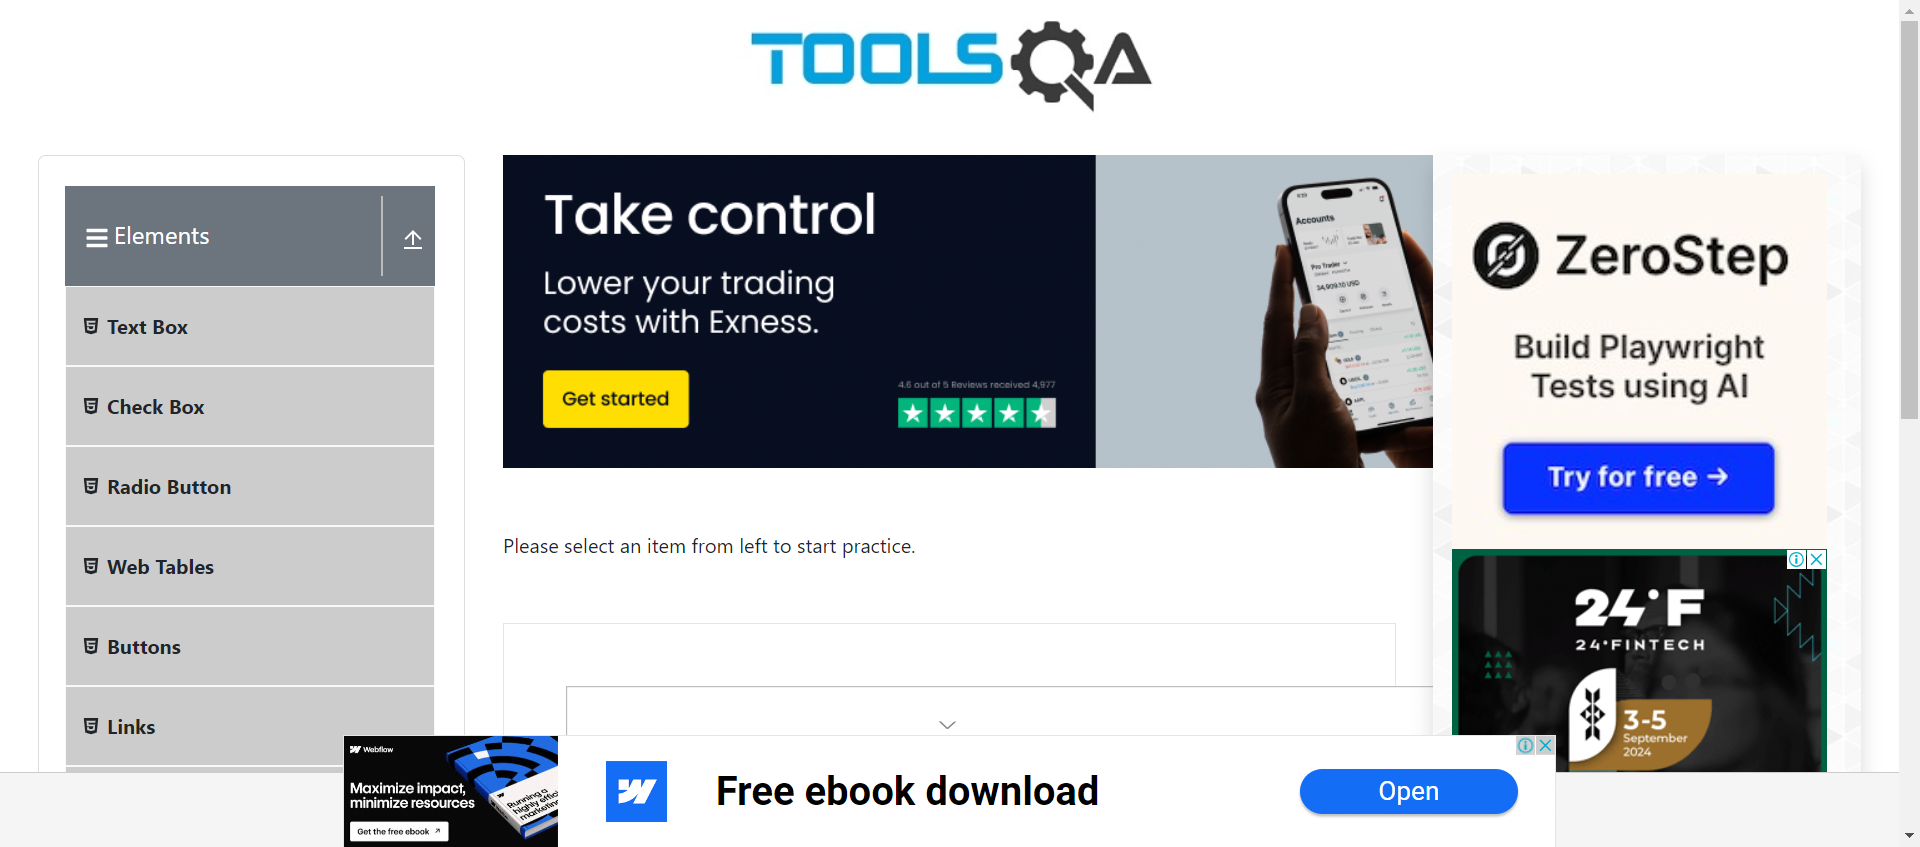 TOOLSQA
Elements
Text Box
Check Box
Radio Button
Web Tables
Buttons
Links
Take control
Lower your trading
costs with Exness.
Get started
4.6 out of 5 Reviews received 4,977
Accounts
Pro Trader
34,909.10 USD
Please select an item from left to start practice.
ZeroStep
Build Playwright
Tests using AI
Try for free →
24°F
24°FINTECH
3-5
September
2024
Webflow
Maximize impact,
minimize resources
Get the free ebook ↗
Running a
highly effic
marketing
Free ebook download
Open